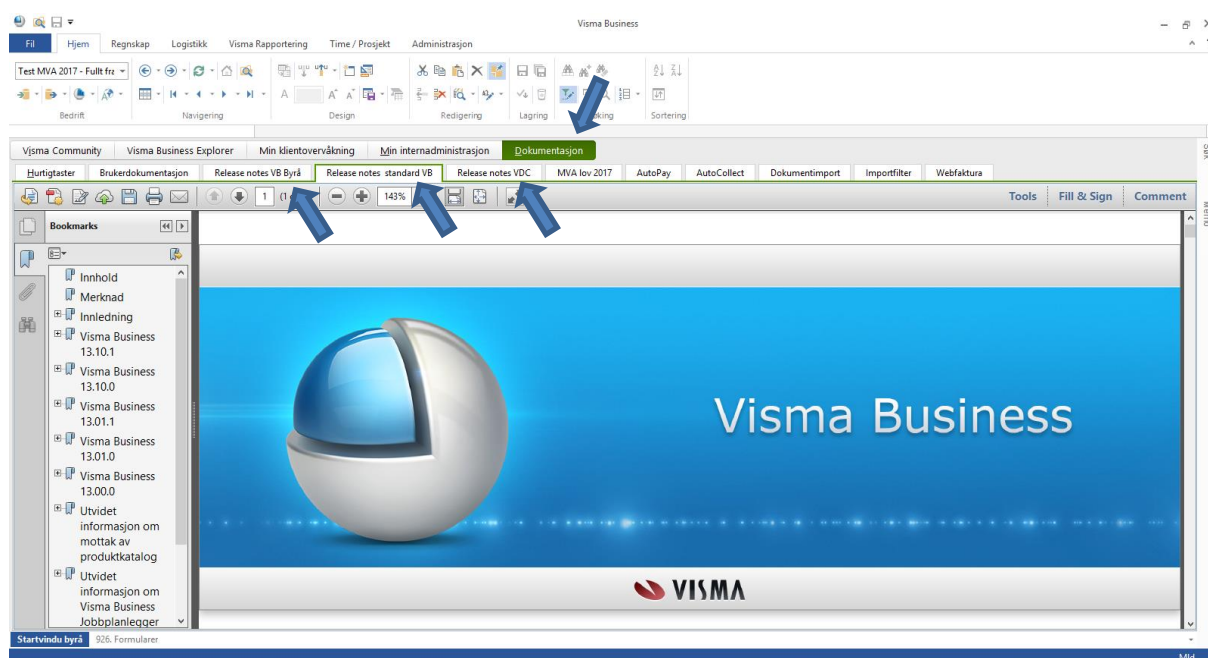 Visma Business
Fil Hjem Regnskap Logistikk Visma Rapportering Time / Prosjekt Administrasjon
Test MVA 2017 - Fullt fra
Bedrift Navigering Design Redigering Lagring Sortering
Visma Community Visma Business Explorer Min klientovervåkning Min internadministrasjon Dokumentasjon
Hurtigtaster Brukerdokumentasjon Release notes VB Byrå Release notes standard VB Release notes VDC MVA lov 2017 AutoPay AutoCollect Dokumentimport Importfilter Webfaktura
1 143% Tools Fill & Sign Comment
Bookmarks
Innhold
Merknad
Innledning
Visma Business
13.10.1
Visma Business
13.10.0
Visma Business
13.01.1
Visma Business
13.01.0
Visma Business
13.00.0
Utvidet
informasjon om
mottak av
produktkatalog
Utvidet
informasjon om
Visma Business
Jobbplanlegger
Visma Business
VISMA
Startvindu byrå 926. Formularer